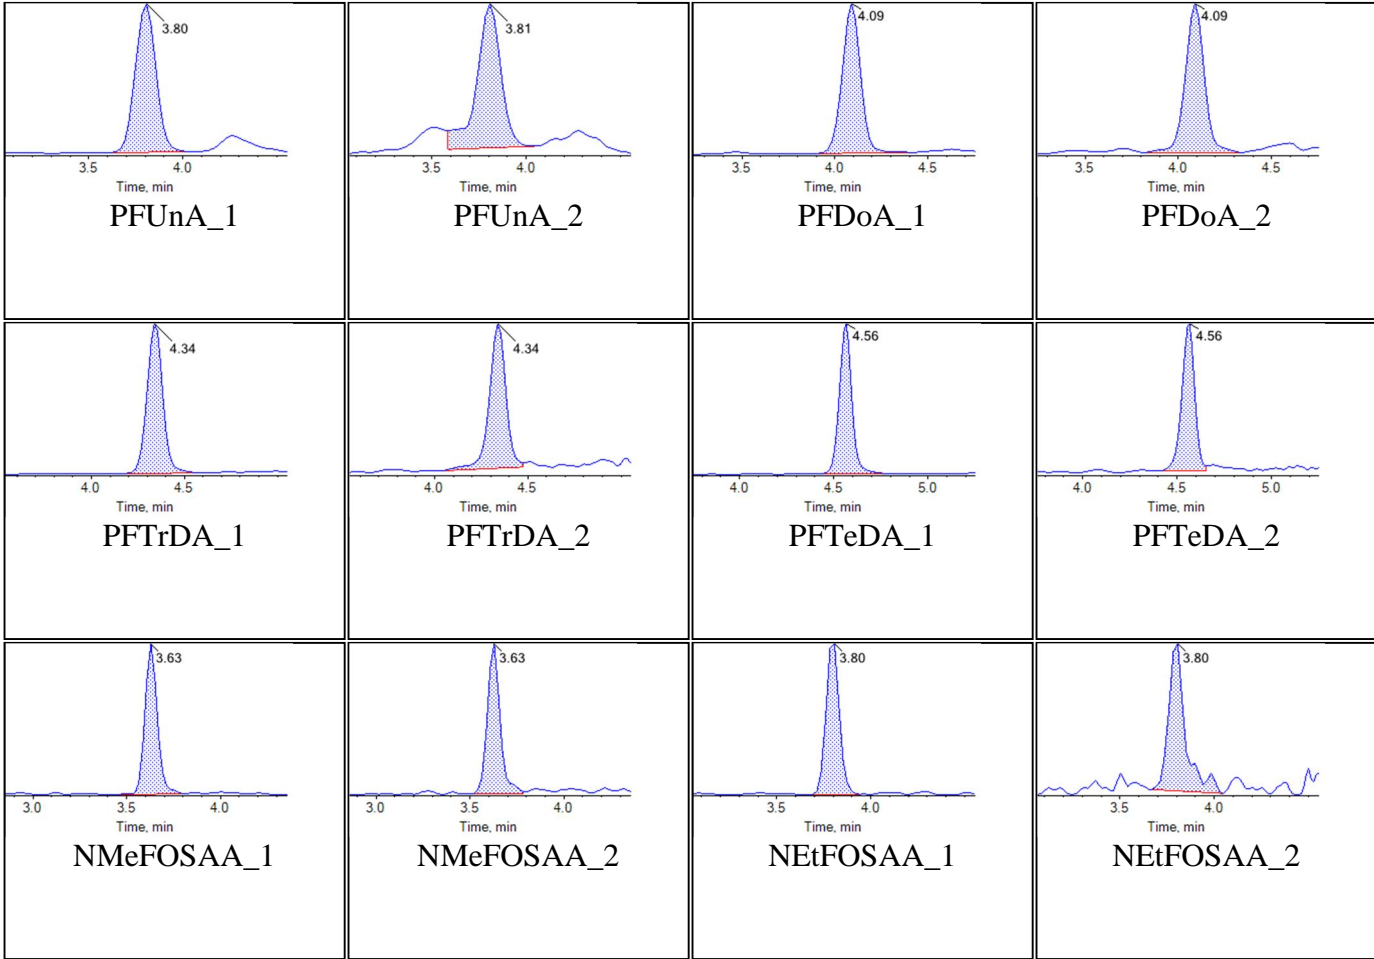 3.80
3.5 4.0
Time, min
PFUnA_1
3.81
3.5 4.0
Time, min
PFUnA_2
4.09
3.5 4.0 4.5
Time, min
PFDoA_1
4.09
3.5 4.0 4.5
Time, min
PFDoA_2
4.34
4.0 4.5
Time, min
PFTrDA_1
4.34
4.0 4.5
Time, min
PFTrDA_2
4.56
4.0 4.5 5.0
Time, min
PFTeDA_1
4.56
4.0 4.5 5.0
Time, min
PFTeDA_2
3.63
3.0 3.5 4.0
Time, min
NMeFOSAA_1
3.63
3.0 3.5 4.0
Time, min
NMeFOSAA_2
3.80
3.5 4.0
Time, min
NEtFOSAA_1
3.80
3.5 4.0
Time, min
NEtFOSAA_2